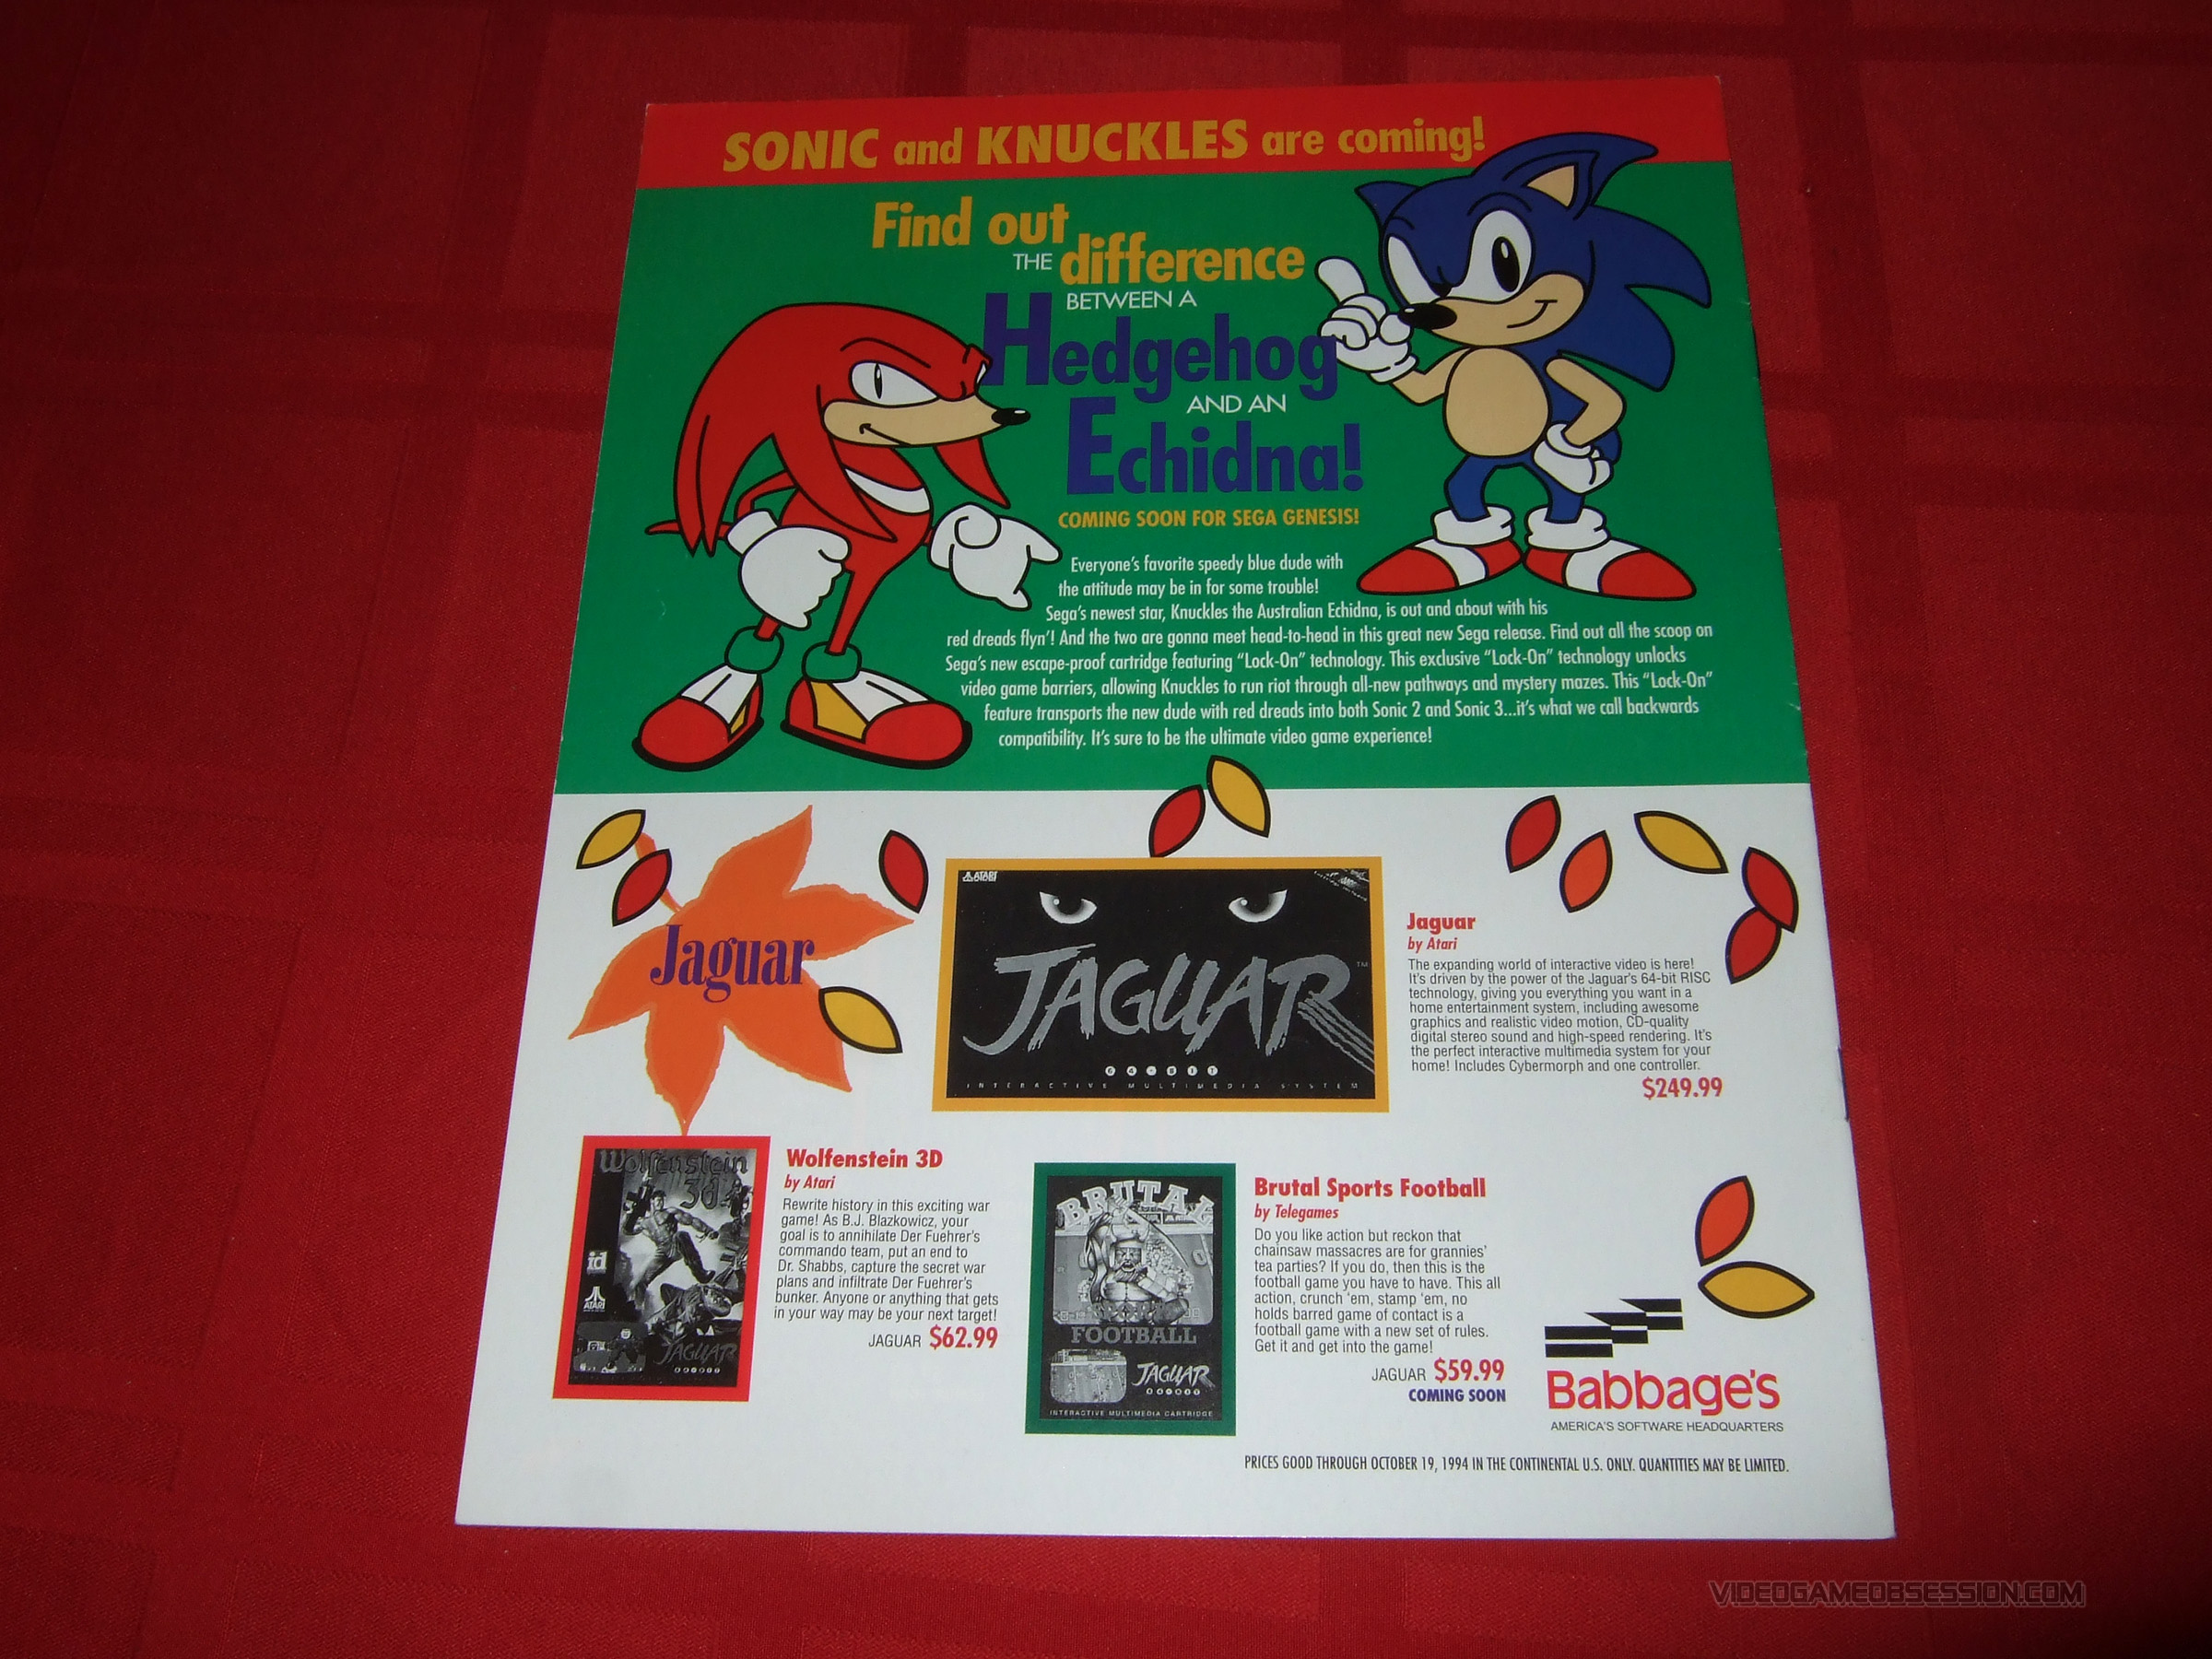 SONIC and KNUCKLES are coming!
Find out
THE difference
BETWEEN A
Hedgehog
AND AN
Echidna!
COMING SOON FOR SEGA GENESIS!
Everyone's favorite speedy blue dude with
the attitude may be in for some trouble!
Sega's newest star, Knuckles the Australian Echidna, is out and about with his
red dreads flyn'! And the two are gonna meet head-to-head in this great new Sega release. Find out all the scoop on
Sega's new escape-proof cartridge featuring "Lock-On" technology. This exclusive "Lock-On" technology unlocks
video game barriers, allowing Knuckles to run riot through all-new pathways and mystery mazes. This "Lock-On"
feature transports the new dude with red dreads into both Sonic 2 and Sonic 3...it's what we call backwards
compatibility. It's sure to be the ultimate video game experience!
Jaguar
ATARI
JAGUAR™
64-BIT
INTERACTIVE MULTIMEDIA SYSTEM
Jaguar
by Atari
The expanding world of interactive video is here!
It's driven by the power of the Jaguar's 64-bit RISC
technology, giving you everything you want in a
home entertainment system, including awesome
graphics and realistic video motion, CD-quality
digital stereo sound and high-speed rendering. It's
the perfect interactive multimedia system for your
home! Includes Cybermorph and one controller.
$249.99
Wolfenstein
3d
id
ATARI
JAGUAR
64-BIT
Wolfenstein 3D
by Atari
Rewrite history in this exciting war
game! As B.J. Blazkowicz, your
goal is to annihilate Der Fuehrer's
commando team, put an end to
Dr. Shabbs, capture the secret war
plans and infiltrate Der Fuehrer's
bunker. Anyone or anything that gets
in your way may be your next target!
JAGUAR $62.99
BRUTAL
FOOTBALL
JAGUAR
64-BIT
INTERACTIVE MULTIMEDIA CARTRIDGE
Brutal Sports Football
by Telegames
Do you like action but reckon that
chainsaw massacres are for grannies'
tea parties? If you do, then this is the
football game you have to have. This all
action, crunch 'em, stamp 'em, no
holds barred game of contact is a
football game with a new set of rules.
Get it and get into the game!
JAGUAR $59.99
COMING SOON
Babbage's
AMERICA'S SOFTWARE HEADQUARTERS
PRICES GOOD THROUGH OCTOBER 19, 1994 IN THE CONTINENTAL U.S. ONLY. QUANTITIES MAY BE LIMITED.
VIDEOGAMEOBSESSION.COM